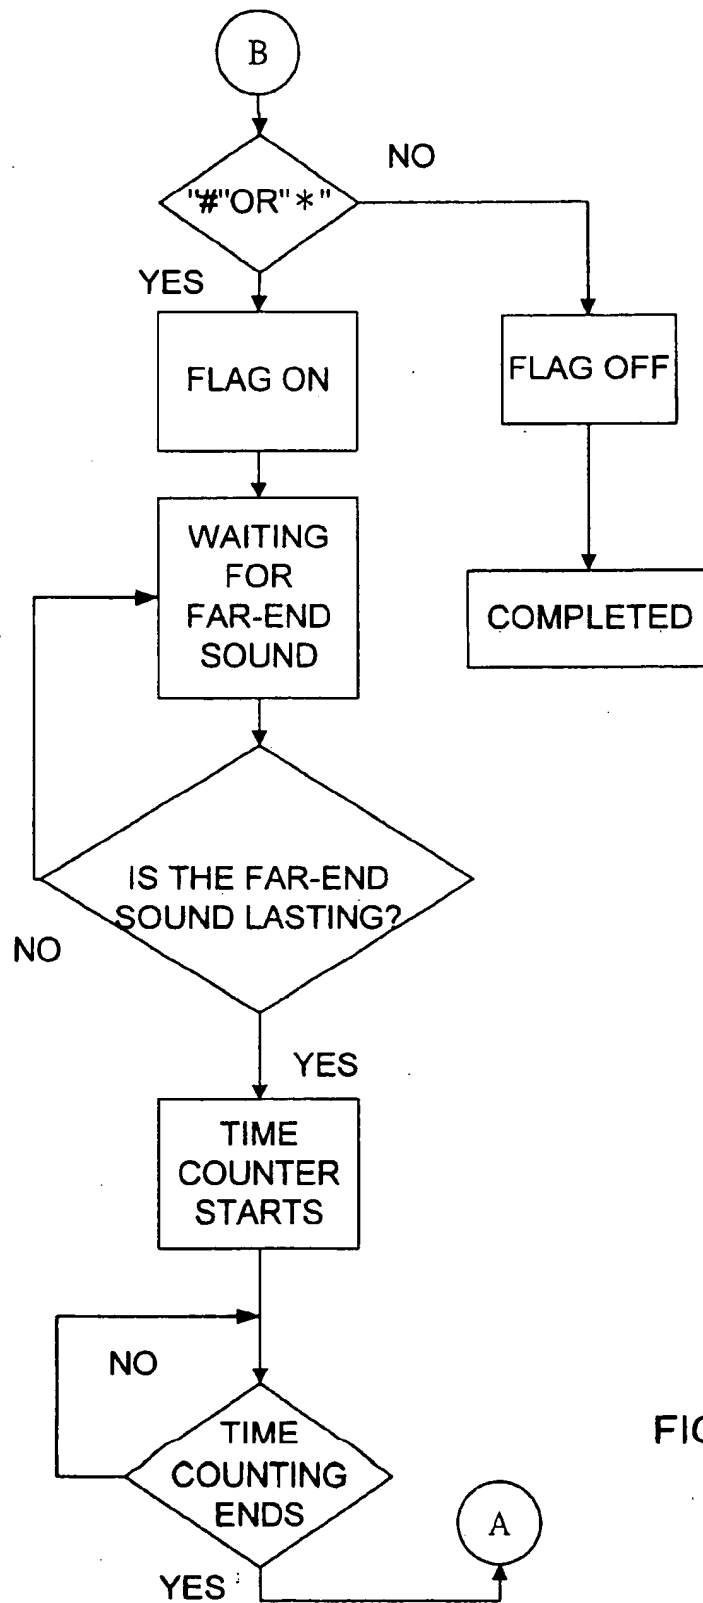 B
"#"OR"*"
NO
YES
FLAG ON
FLAG OFF
WAITING
FOR
FAR-END
SOUND
COMPLETED
IS THE FAR-END
SOUND LASTING?
NO
YES
TIME
COUNTER
STARTS
NO
TIME
COUNTING
ENDS
FIG
A
YES